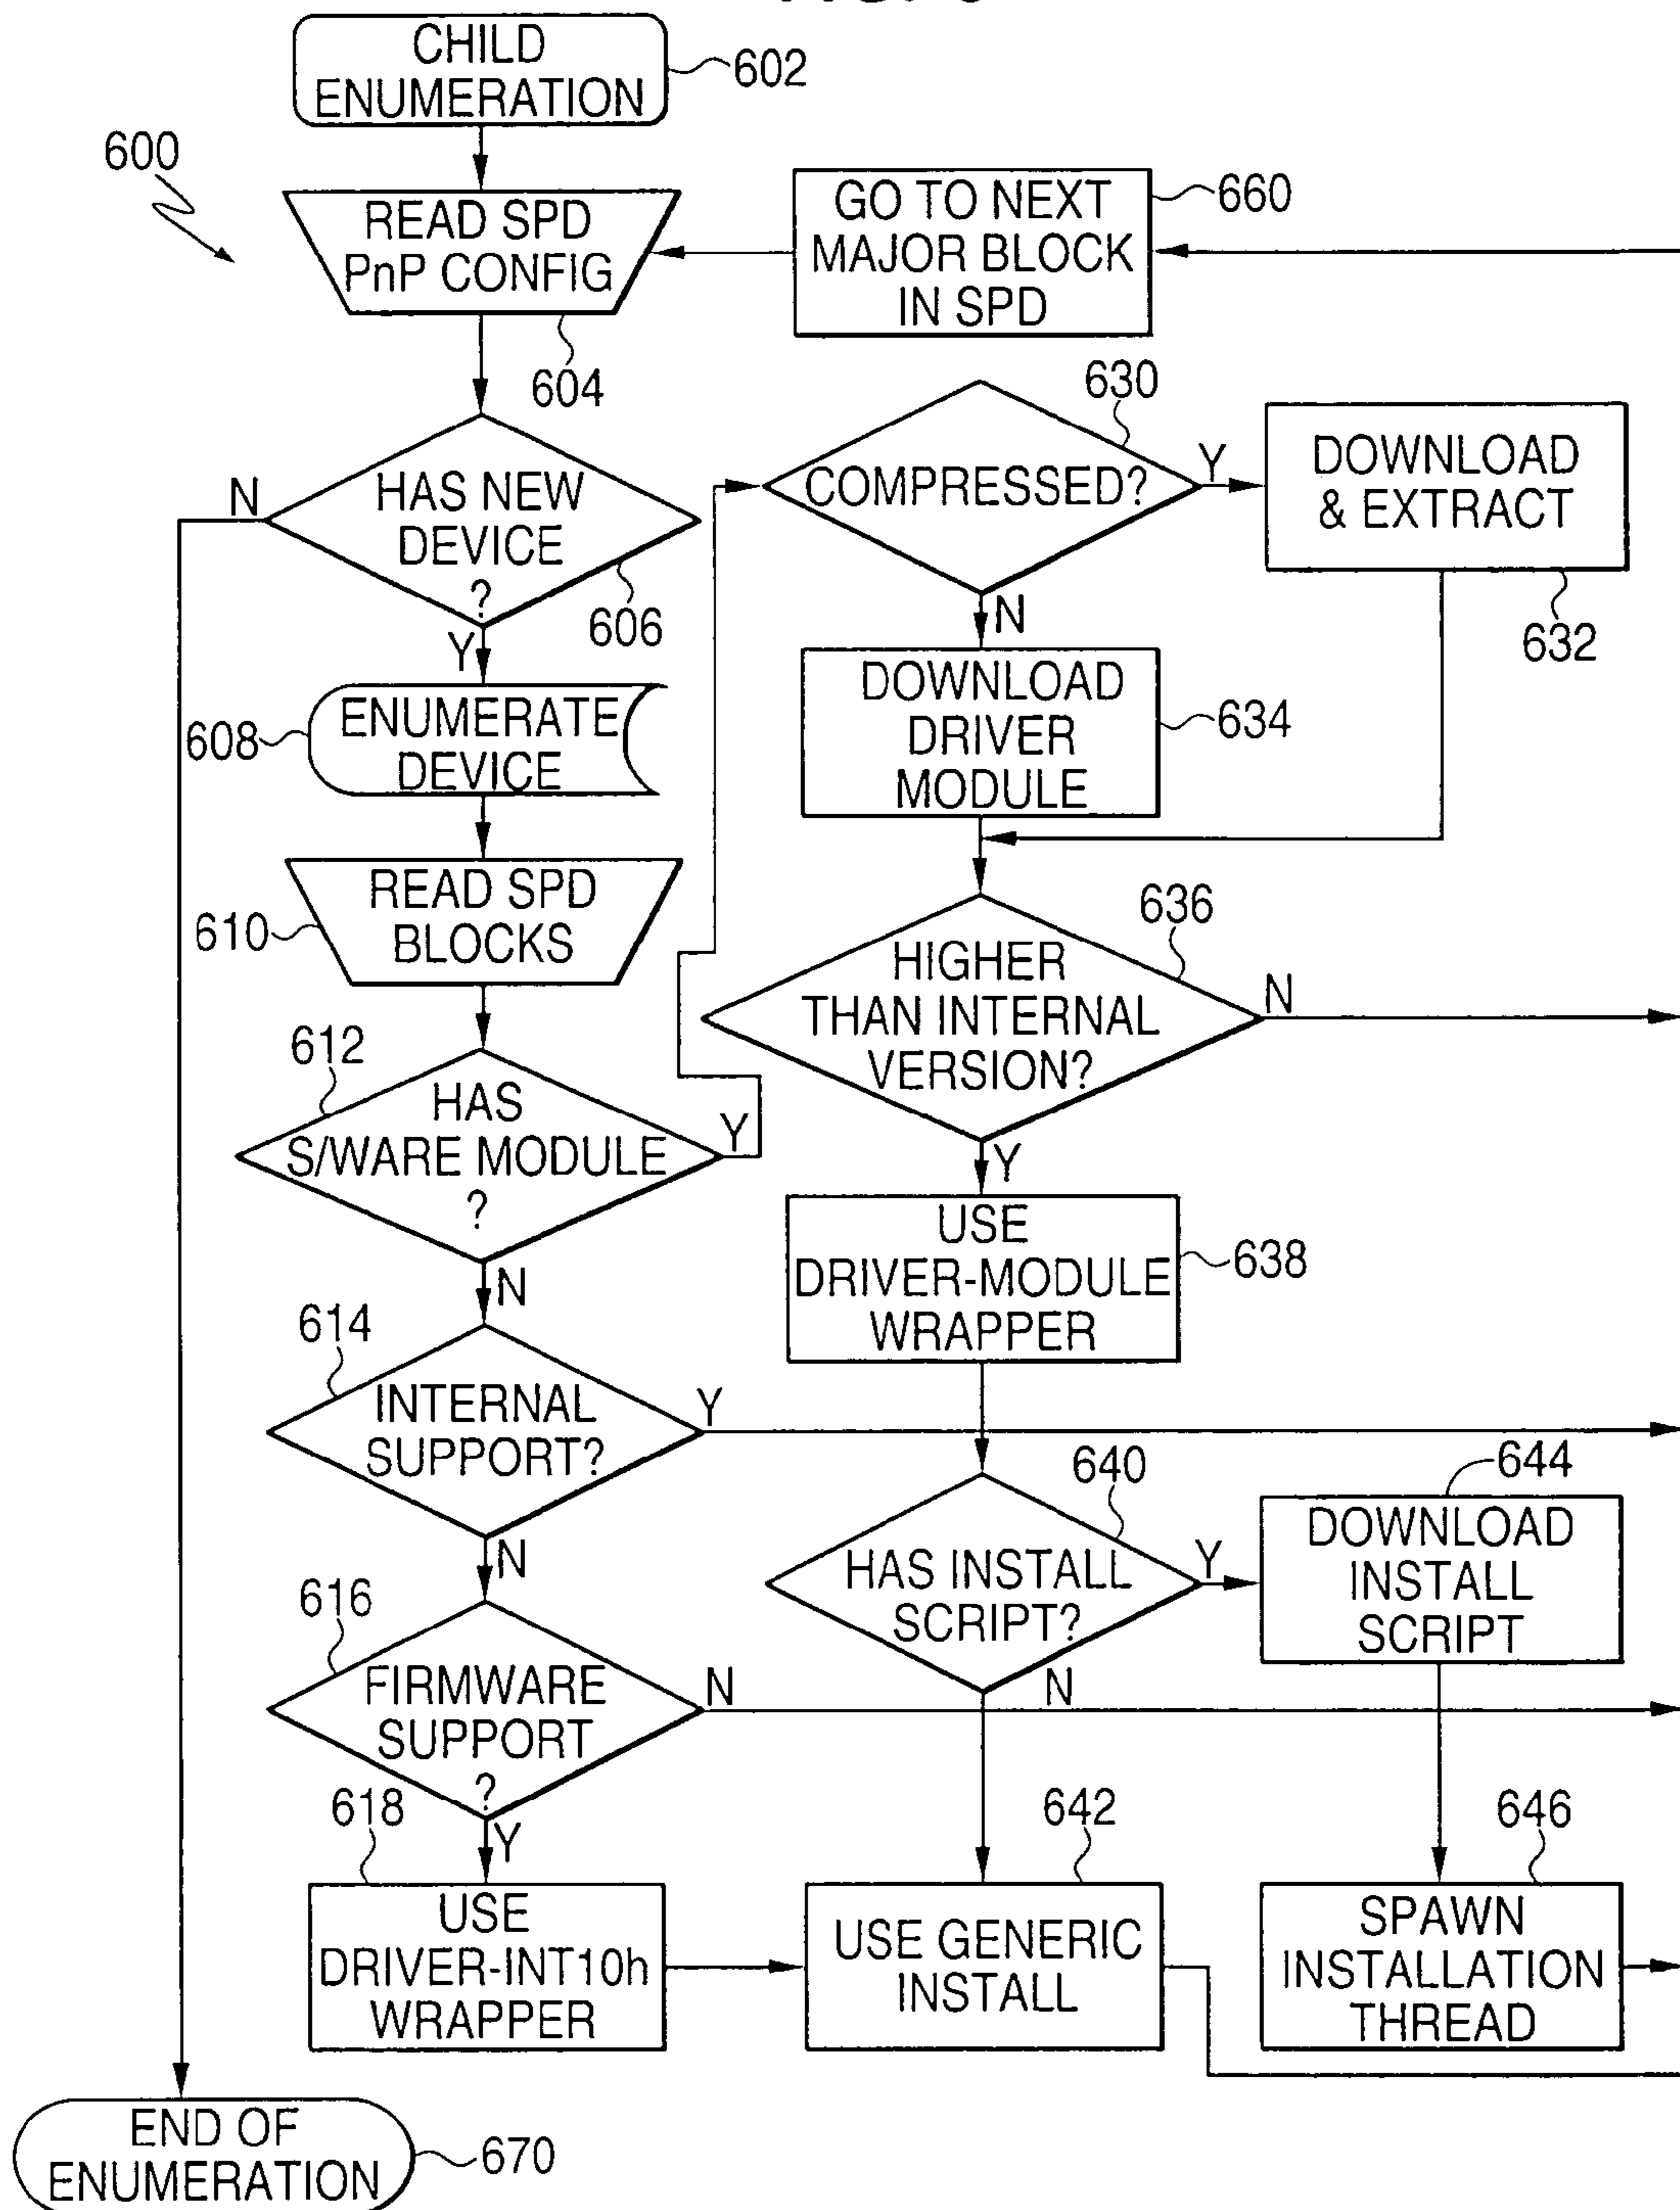 CHILD
ENUMERATION
602
600
READ SPD
PnP CONFIG
604
GO TO NEXT
MAJOR BLOCK
IN SPD
660
HAS NEW
DEVICE
?
606
N
Y
ENUMERATE
DEVICE
608
READ SPD
BLOCKS
610
612
HAS
S/WARE MODULE
?
Y
N
614
INTERNAL
SUPPORT?
Y
N
616
FIRMWARE
SUPPORT
?
N
Y
618
USE
DRIVER-INT10h
WRAPPER
END OF
ENUMERATION
670
630
COMPRESSED?
Y
N
DOWNLOAD
& EXTRACT
632
DOWNLOAD
DRIVER
MODULE
634
636
HIGHER
THAN INTERNAL
VERSION?
N
Y
USE
DRIVER-MODULE
WRAPPER
638
640
HAS INSTALL
SCRIPT?
Y
N
644
DOWNLOAD
INSTALL
SCRIPT
642
USE GENERIC
INSTALL
646
SPAWN
INSTALLATION
THREAD